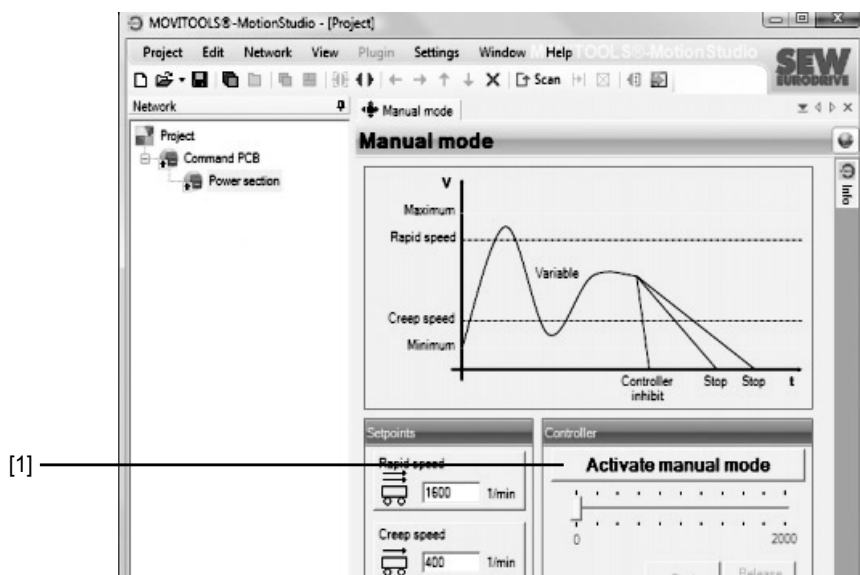 MOVITOOLS®-MotionStudio - [Project]
Project Edit Network View Plugin Settings Window Help
SEW
EURODRIVE
Scan
Network
Manual mode
Project
Command PCB
Power section
Manual mode
Info
V
Maximum
Rapid speed
Variable
Creep speed
Minimum
Controller inhibit Stop Stop t
Setpoints Controller
[1]
Rapid speed Activate manual mode
1600 1/min
0 2000
Creep speed
400 1/min
Release